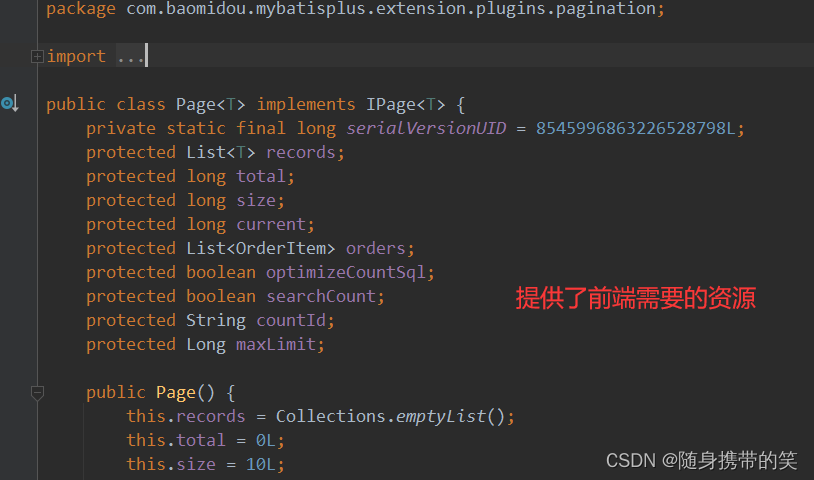 package com.baomidou.mybatisplus.extension.plugins.pagination;
import ...
public class Page<T> implements IPage<T> {
private static final long serialVersionUID = 8545996863226528798L;
protected List<T> records;
protected long total;
protected long size;
protected long current;
protected List<OrderItem> orders;
protected boolean optimizeCountSql;
protected boolean searchCount;
提供了前端需要的资源
protected String countId;
protected Long maxLimit;
public Page() {
this.records = Collections.emptyList();
this.total = 0L;
this.size = 10L;
CSDN @随身携带的笑